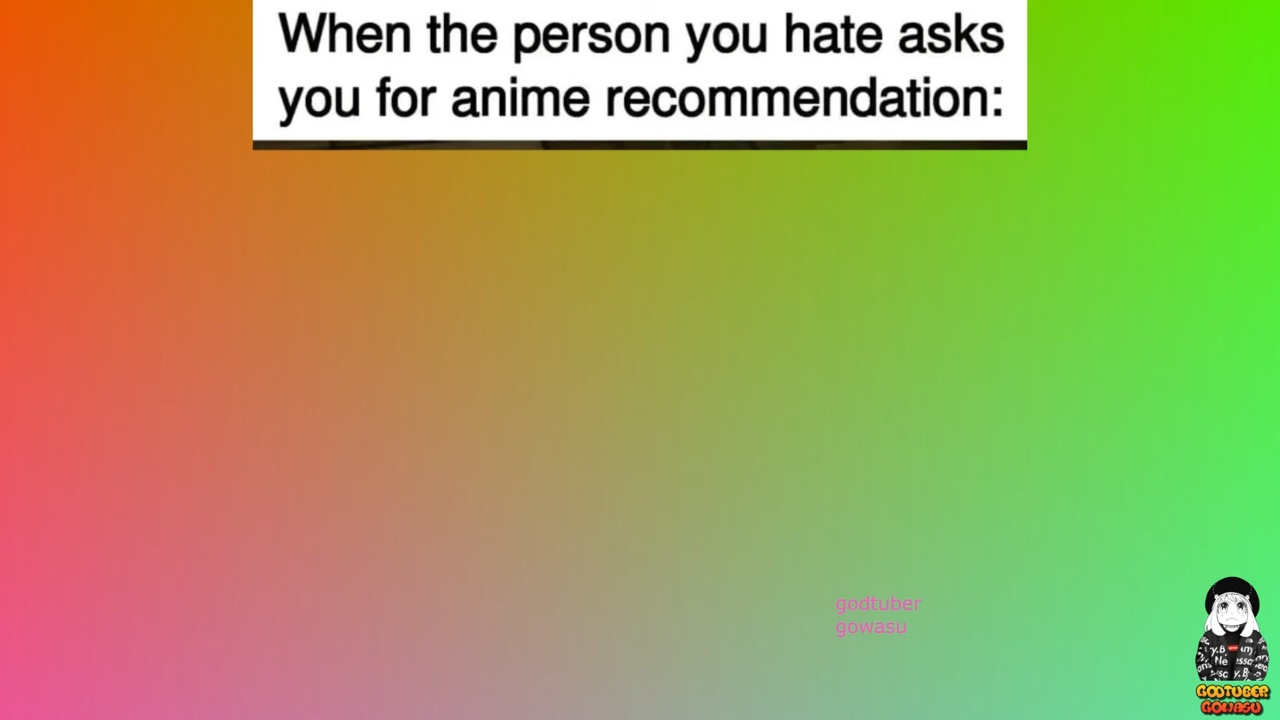 When the person you hate asks
you for anime recommendation:
godtuber
gowasu
GODTUBER
GOWASU